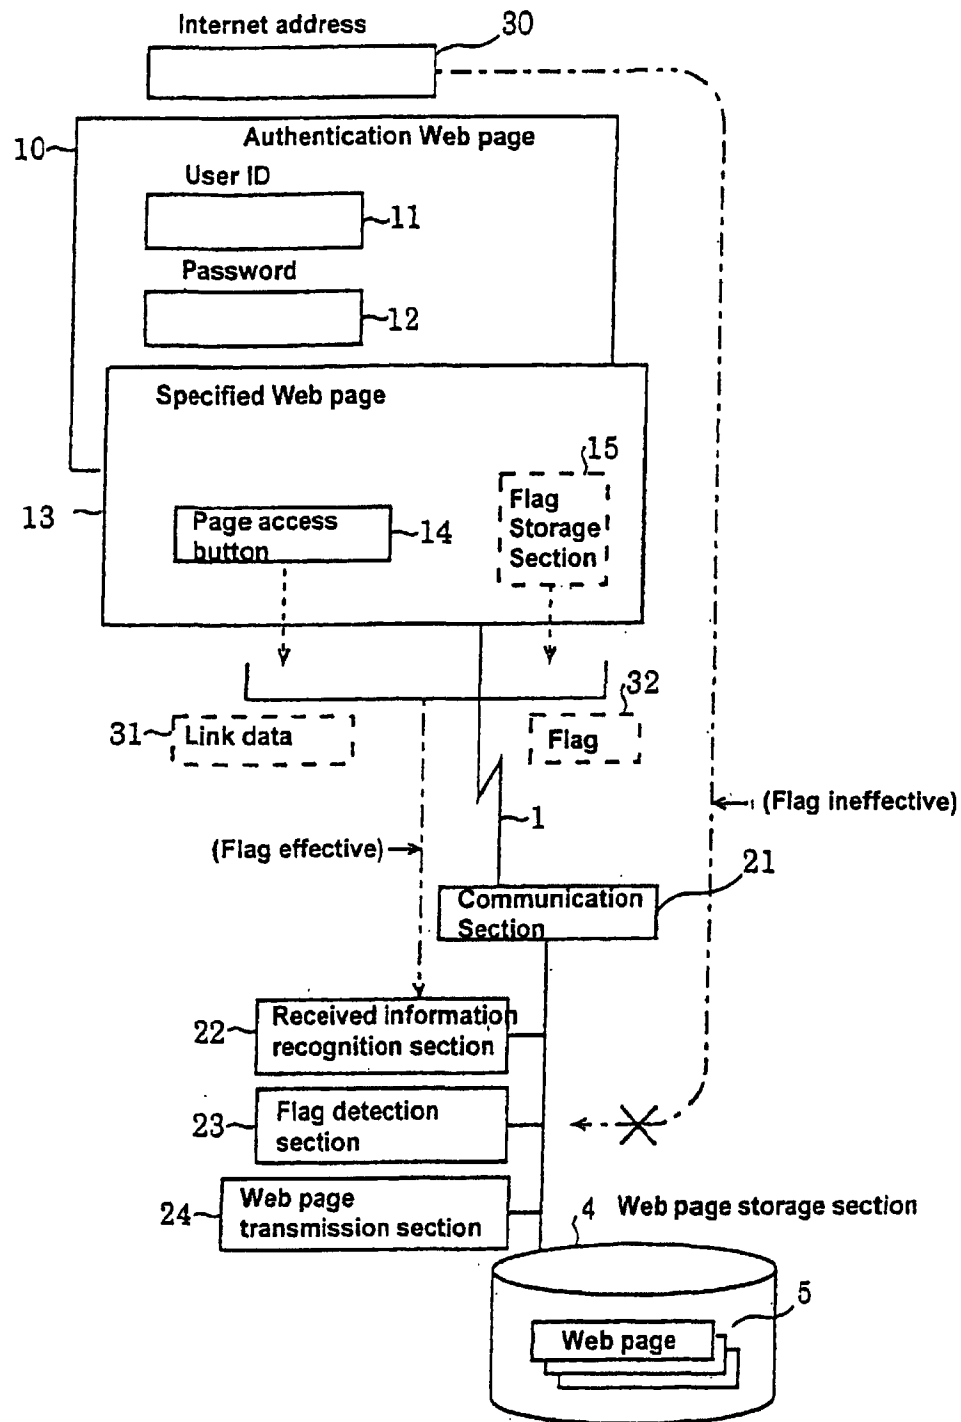 Internet address
30
10
Authentication Web page
User ID
11
Password
12
Specified Web page
15
13
Page access
button
14
Flag
Storage
Section
32
31
Link data
Flag
1
(Flag ineffective)
(Flag effective)
21
Communication
Section
22
Received information
recognition section
23
Flag detection
section
24
Web page
transmission section
4
Web page storage section
5
Web page